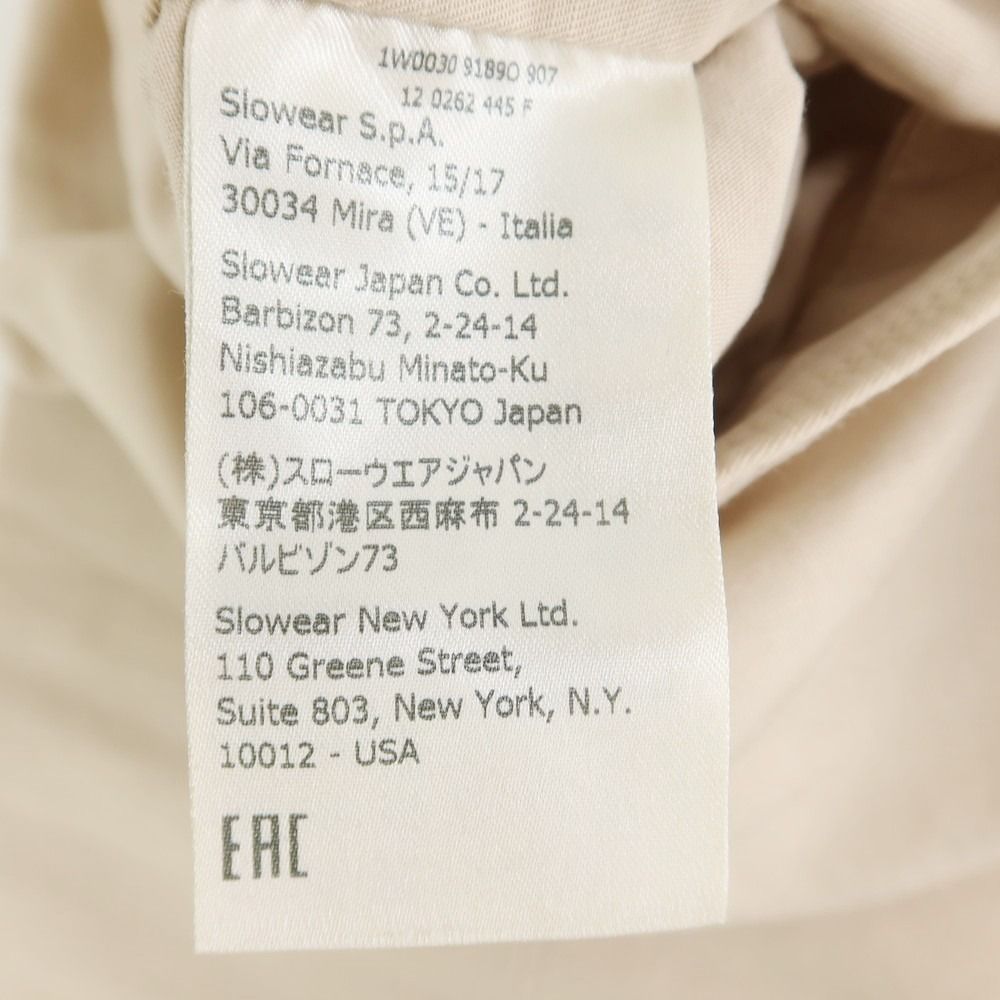 1W0030 91890 907
12 0262 445 F
Slowear S.p.A.
Via Fornace, 15/17
30034 Mira (VE) - Italia
Slowear Japan Co. Ltd.
Barbizon 73, 2-24-14
Nishiazabu Minato-Ku
106-0031 TOKYO Japan
(株)スローウエアジャパン
東京都港区西麻布 2-24-14
バルビゾン73
Slowear New York Ltd.
110 Greene Street,
Suite 803, New York, N.Y.
10012 - USA
EAC